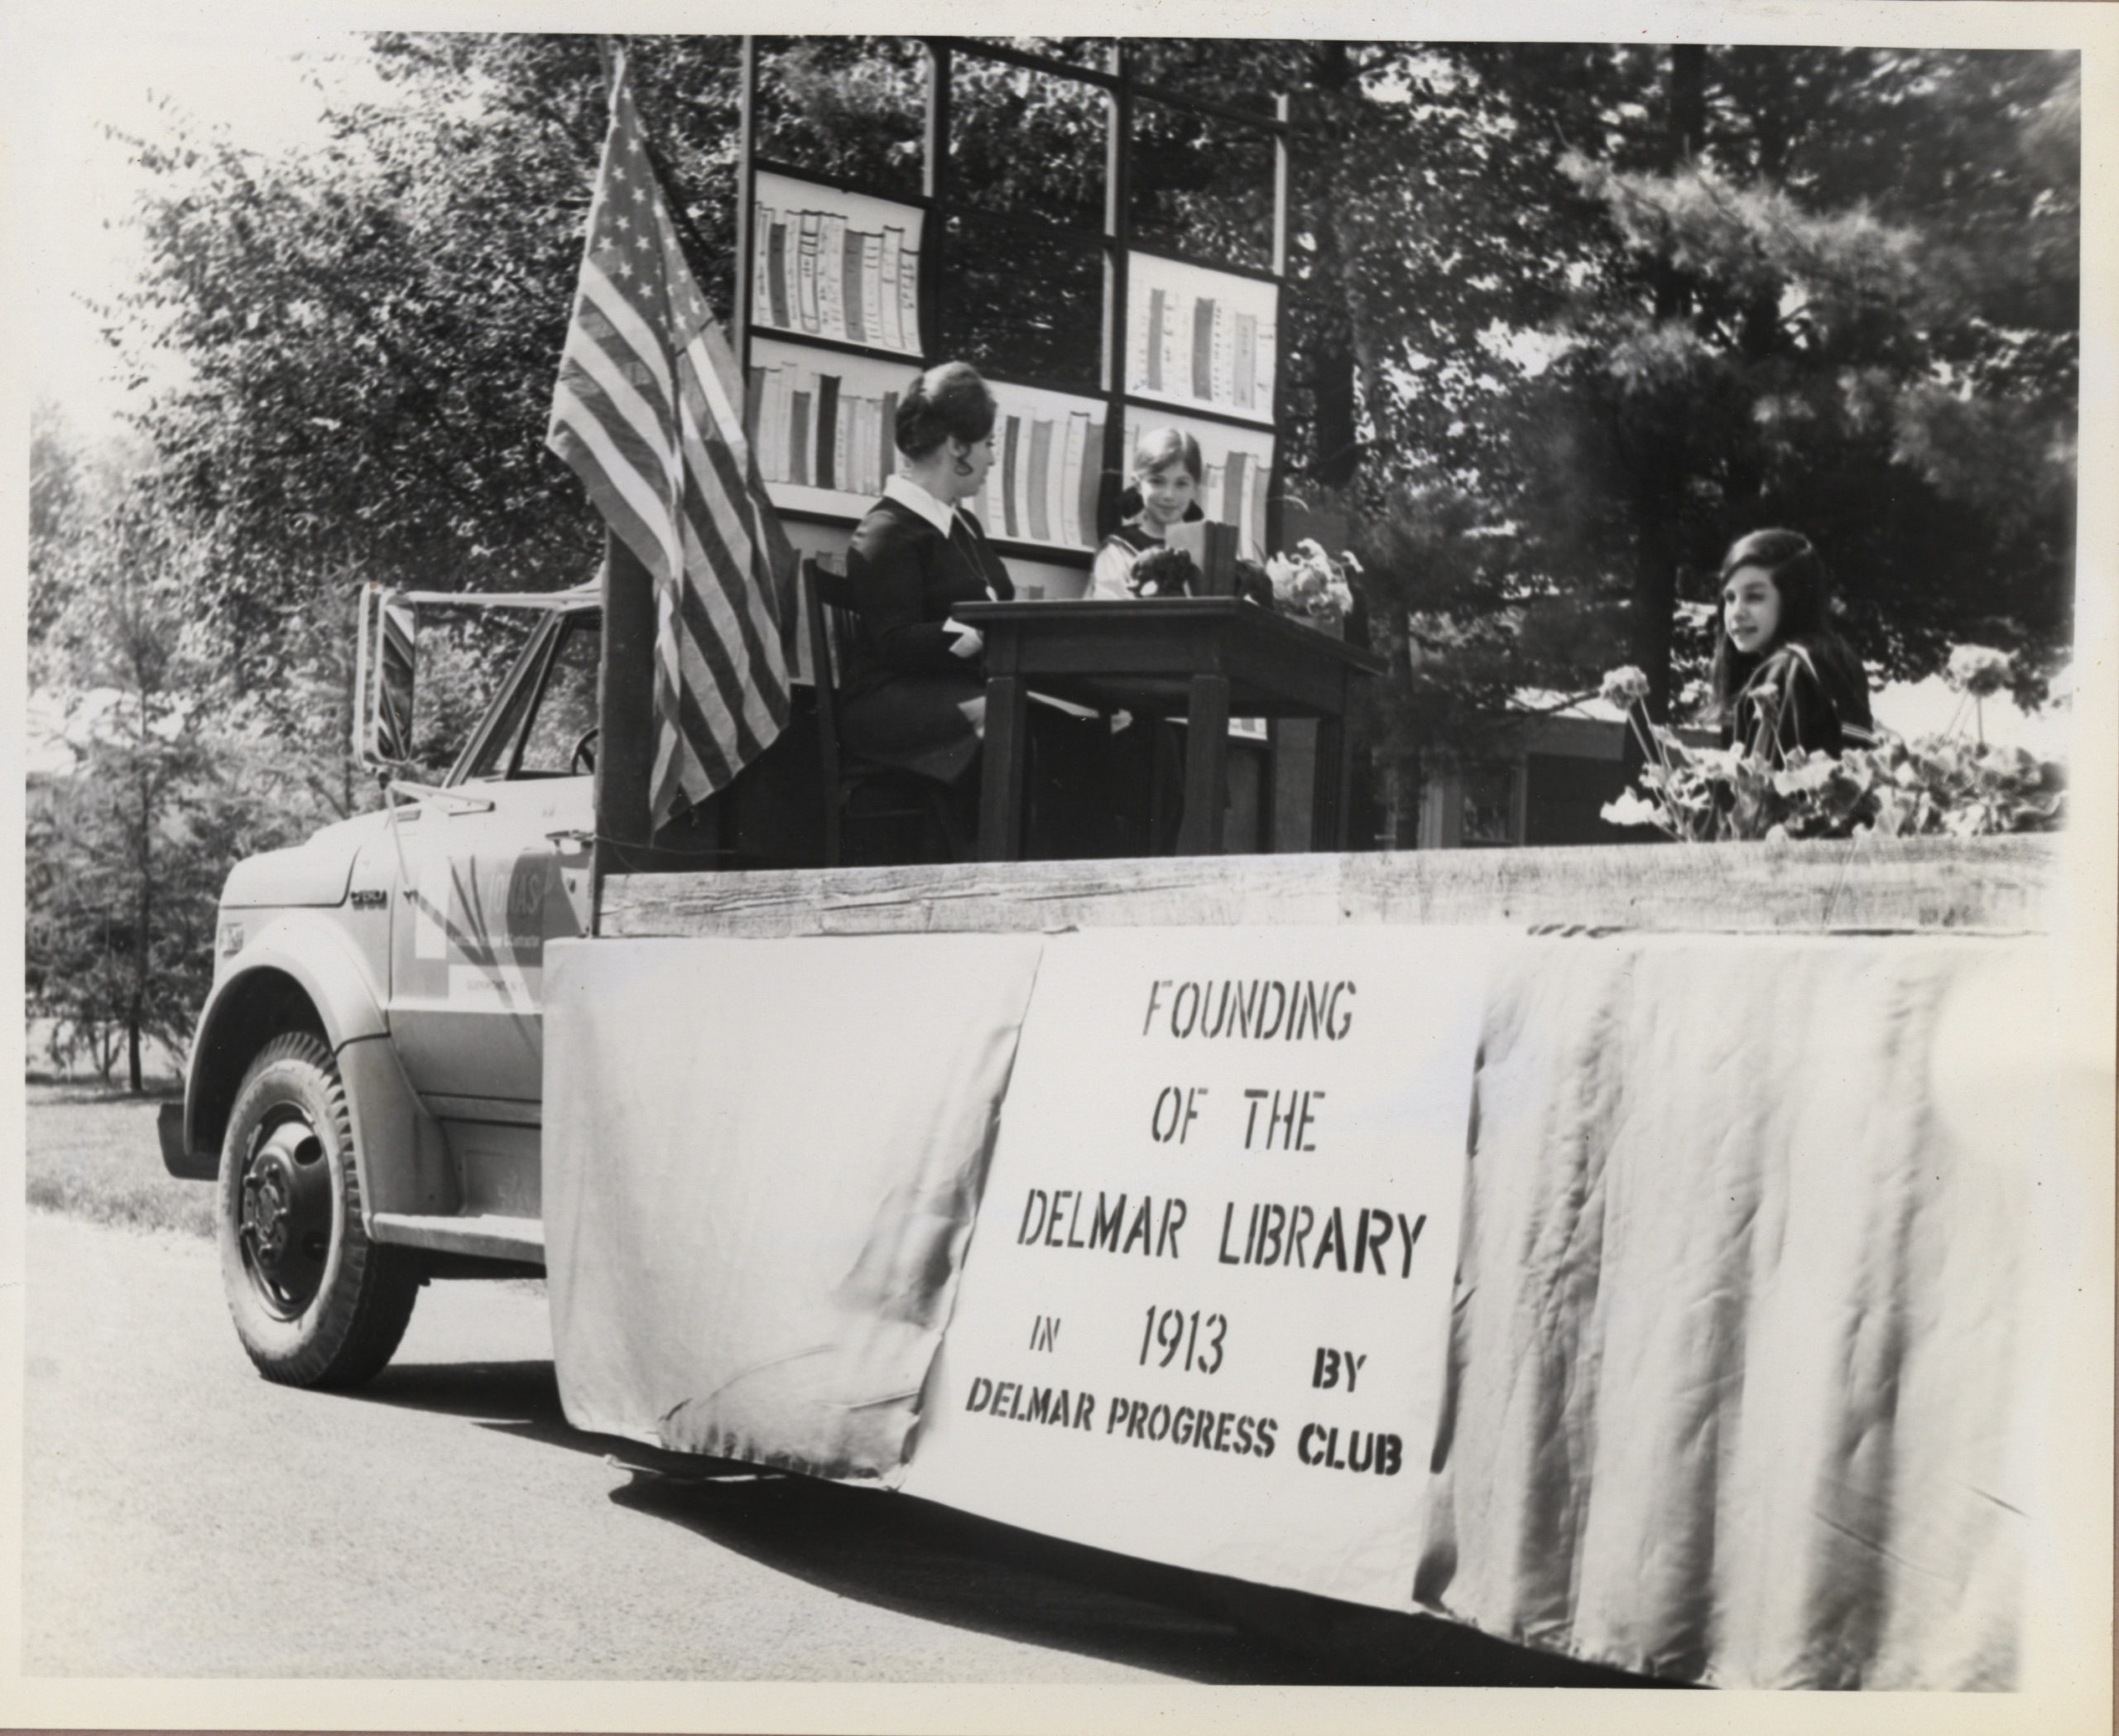 FOUNDING
OF THE
DELMAR LIBRARY
IN 1913 BY
DELMAR PROGRESS CLUB